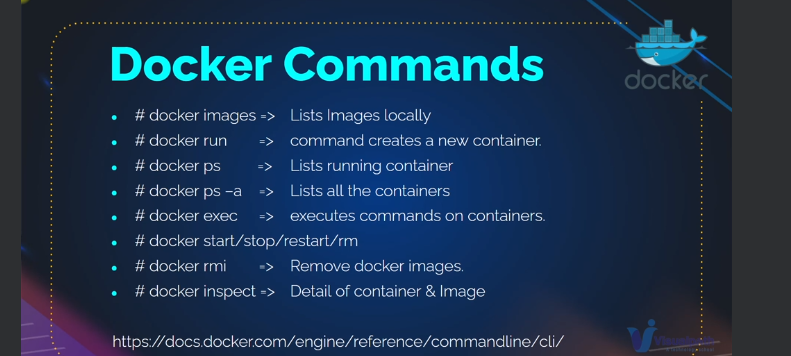 Docker Commands
docker
# docker images => Lists Images locally
# docker run => command creates a new container.
# docker ps => Lists running container
# docker ps –a => Lists all the containers
# docker exec => executes commands on containers.
# docker start/stop/restart/rm
# docker rmi => Remove docker images.
# docker inspect => Detail of container & Image
https://docs.docker.com/engine/reference/commandline/cli/